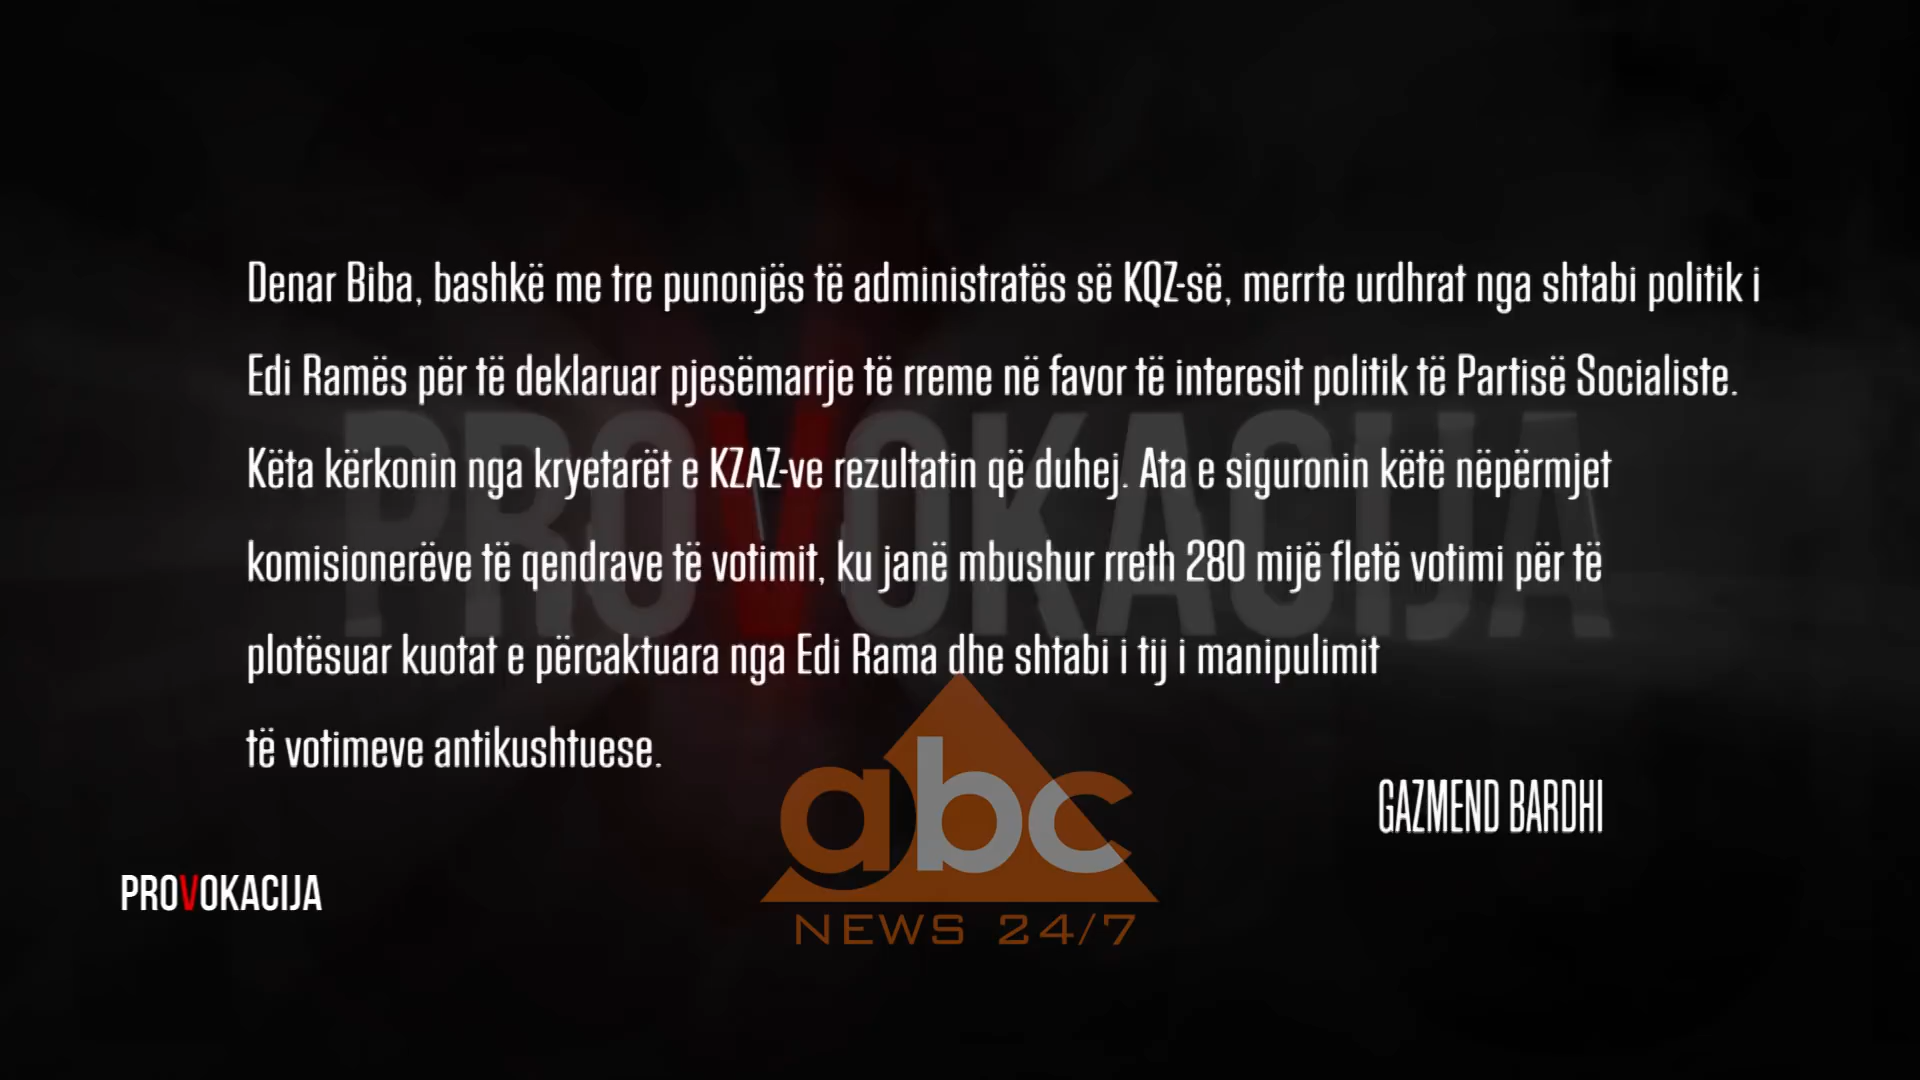 Denar Biba, bashkë me tre punonjës të administratës së KQZ-së, merrte urdhrat nga shtabi politik i
Edi Ramës për të deklaruar pjesëmarrje të rreme në favor të interesit politik të Partisë Socialiste.
Këta kërkonin nga kryetarët e KZAZ-ve rezultatin që duhej. Ata e siguronin këtë nëpërmjet
PROVOKACIJA
komisionerëve të qendrave të votimit, ku janë mbushur rreth 280 mijë fletë votimi për të
plotësuar kuotat e përcaktuara nga Edi Rama dhe shtabi i tij i manipulimit
të votimeve antikushtuese.
GAZMEND BARDHI
abc
PROVOKACIJA
NEWS 24/7